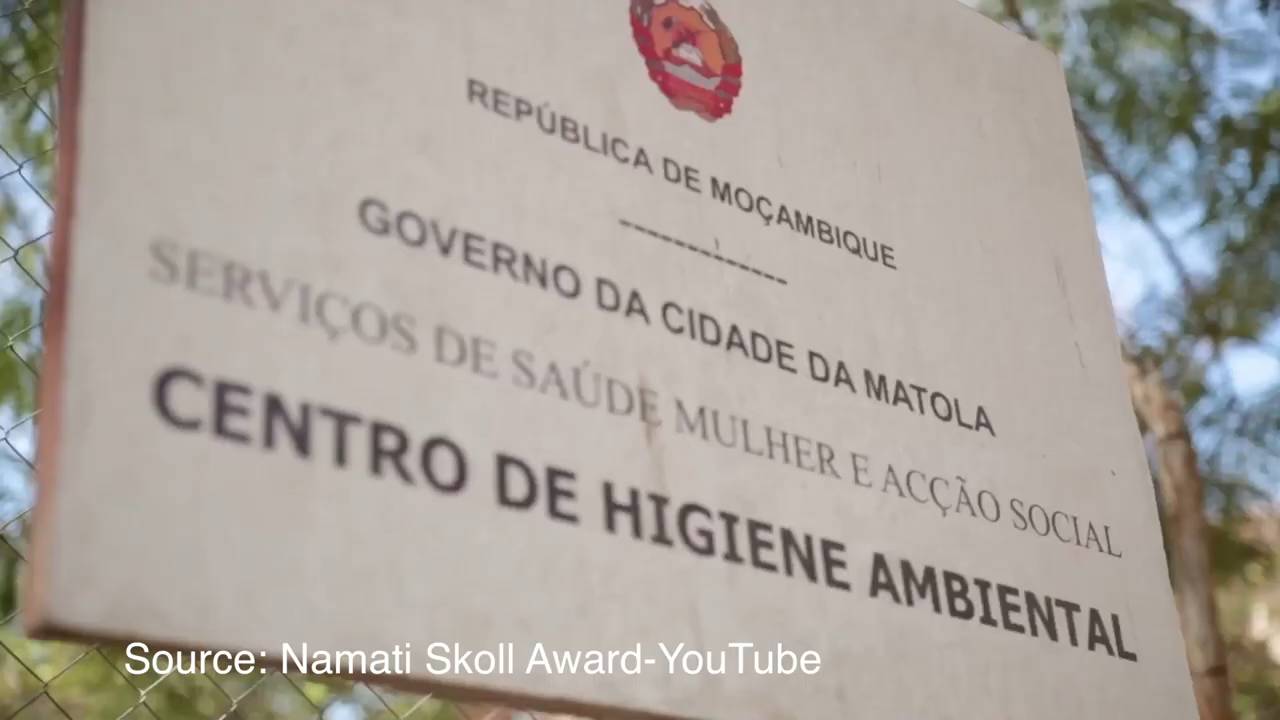 REPÚBLICA DE MOÇAMBIQUE
------------
GOVERNO DA CIDADE DA MATOLA
SERVIÇOS DE SAÚDE MULHER E ACÇÃO SOCIAL
CENTRO DE HIGIENE AMBIENTAL
Source: Namati Skoll Award-YouTube